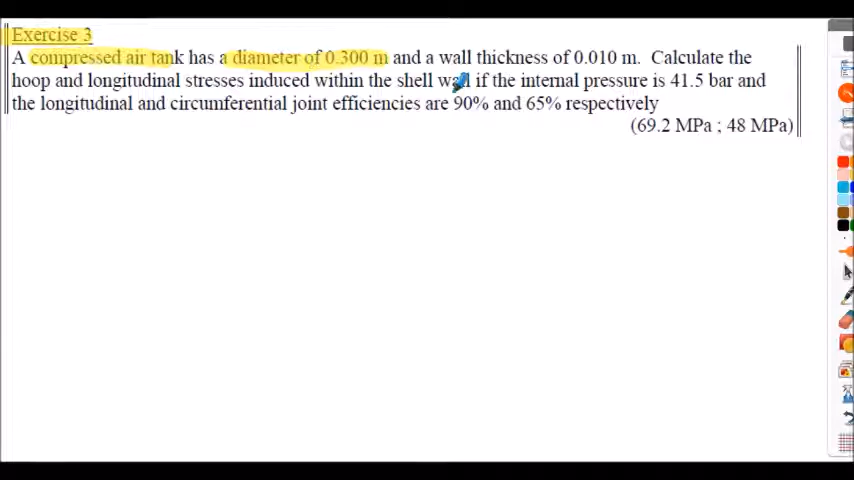 Exercise 3
A compressed air tank has a diameter of 0.300 m and a wall thickness of 0.010 m. Calculate the
hoop and longitudinal stresses induced within the shell wall if the internal pressure is 41.5 bar and
the longitudinal and circumferential joint efficiencies are 90% and 65% respectively
(69.2 MPa ; 48 MPa)